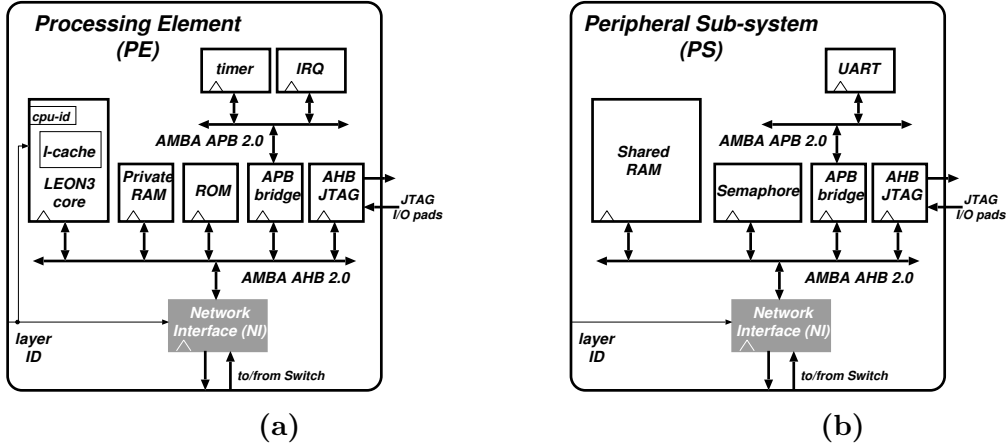 Processing Element
(PE)
timer
IRQ
cpu-id
I-cache
LEON3
core
AMBA APB 2.0
Private
RAM
ROM
APB
bridge
AHB
JTAG
JTAG
I/O pads
AMBA AHB 2.0
Network
Interface (NI)
layer
ID
to/from Switch
(a)
Peripheral Sub-system
(PS)
UART
AMBA APB 2.0
Shared
RAM
Semaphore
APB
bridge
AHB
JTAG
JTAG
I/O pads
AMBA AHB 2.0
Network
Interface (NI)
layer
ID
to/from Switch
(b)